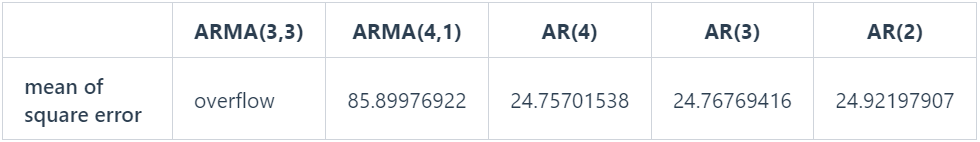 ARMA(3,3) ARMA(4,1) AR(4) AR(3) AR(2)
mean of
square error overflow 85.89976922 24.75701538 24.76769416 24.92197907